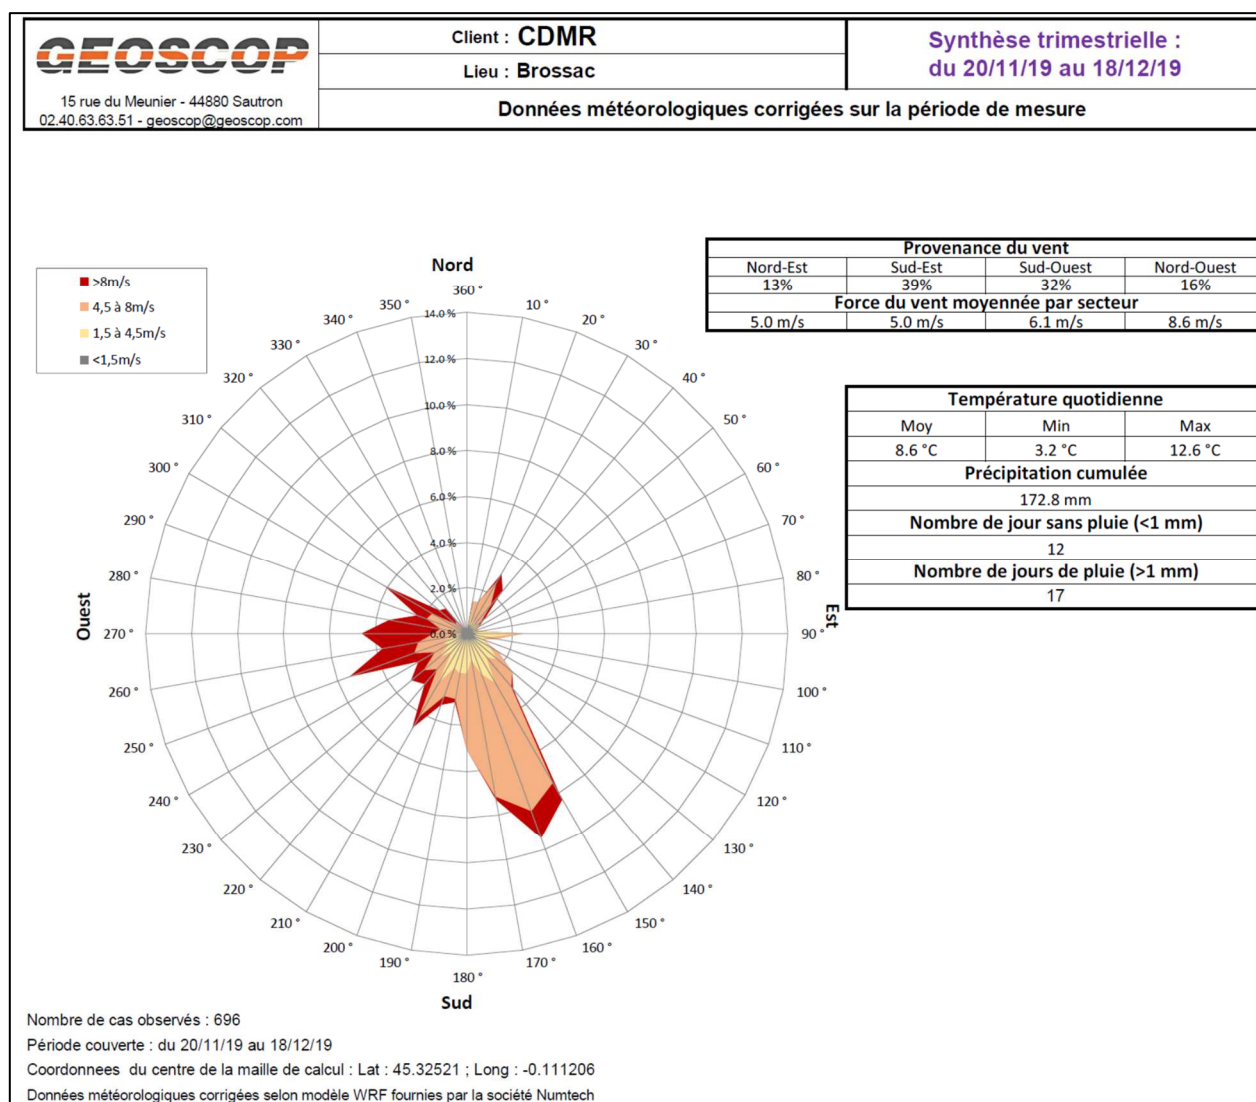 GEOSCOP
15 rue du Meunier - 44880 Sautron
02.40.63.63.51 - geoscop@geoscop.com
Client : CDMR
Lieu : Brossac
Synthèse trimestrielle :
du 20/11/19 au 18/12/19
Données météorologiques corrigées sur la période de mesure
>8m/s
4,5 à 8m/s
1,5 à 4,5m/s
<1,5m/s
Provenance du vent
Nord-Est Sud-Est Sud-Ouest Nord-Ouest
13% 39% 32% 16%
Force du vent moyennée par secteur
5.0 m/s 5.0 m/s 6.1 m/s 8.6 m/s
Température quotidienne
Moy Min Max
8.6 °C 3.2 °C 12.6 °C
Précipitation cumulée
172.8 mm
Nombre de jour sans pluie (<1 mm)
12
Nombre de jours de pluie (>1 mm)
17
Nord
360 °
10 °
20 °
30 °
40 °
50 °
60 °
70 °
80 °
90 °
Est
100 °
110 °
120 °
130 °
140 °
150 °
160 °
170 °
180 °
Sud
190 °
200 °
210 °
220 °
230 °
240 °
250 °
260 °
270 °
Ouest
280 °
290 °
300 °
310 °
320 °
330 °
340 °
350 °
14.0 %
12.0 %
10.0 %
8.0 %
6.0 %
4.0 %
2.0 %
0.0 %
Nombre de cas observés : 696
Période couverte : du 20/11/19 au 18/12/19
Coordonnees du centre de la maille de calcul : Lat : 45.32521 ; Long : -0.111206
Données météorologiques corrigées selon modèle WRF fournies par la société Numtech